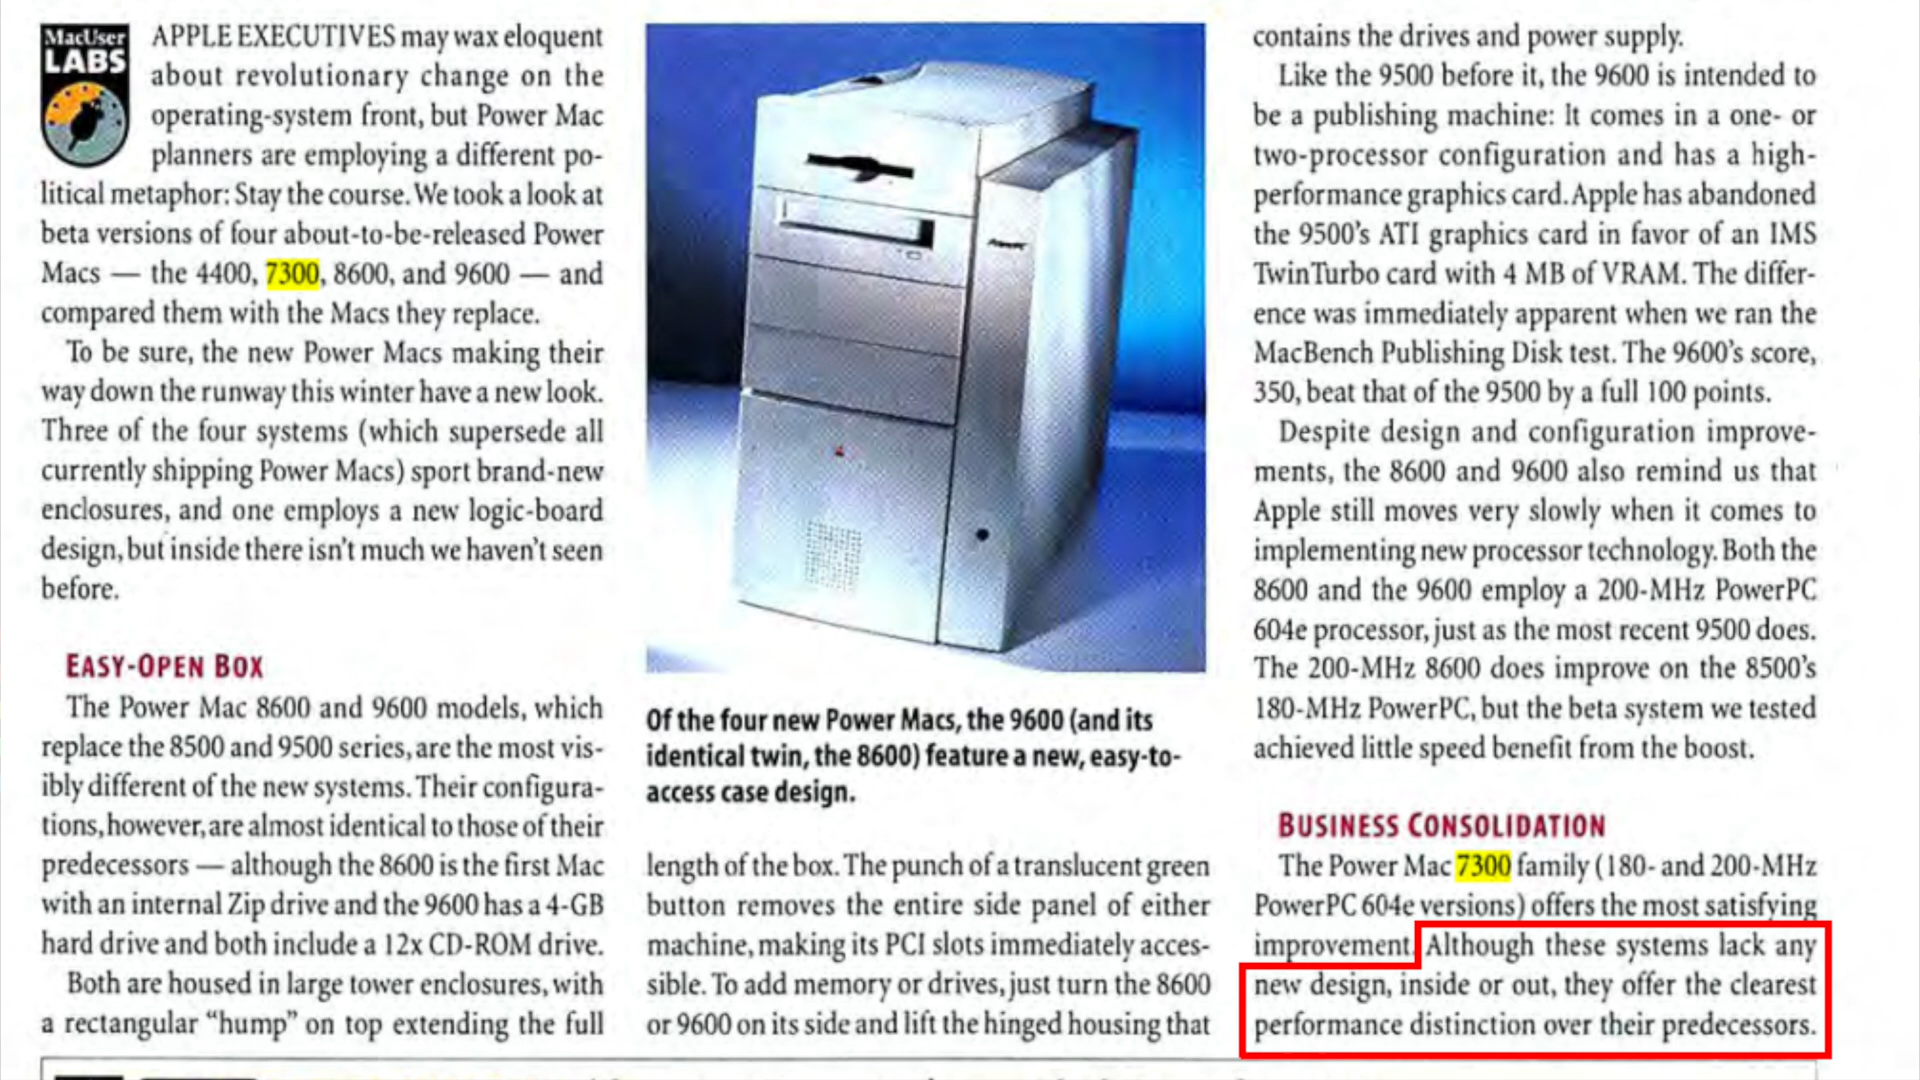 MacUser
LABS
APPLE EXECUTIVES may wax eloquent
about revolutionary change on the
operating-system front, but Power Mac
planners are employing a different po-
litical metaphor: Stay the course. We took a look at
beta versions of four about-to-be-released Power
Macs — the 4400, 7300, 8600, and 9600 — and
compared them with the Macs they replace.
To be sure, the new Power Macs making their
way down the runway this winter have a new look.
Three of the four systems (which supersede all
currently shipping Power Macs) sport brand-new
enclosures, and one employs a new logic-board
design, but inside there isn't much we haven't seen
before.
EASY-OPEN BOX
The Power Mac 8600 and 9600 models, which
replace the 8500 and 9500 series, are the most vis-
ibly different of the new systems. Their configura-
tions, however, are almost identical to those of their
predecessors — although the 8600 is the first Mac
with an internal Zip drive and the 9600 has a 4-GB
hard drive and both include a 12x CD-ROM drive.
Both are housed in large tower enclosures, with
a rectangular "hump" on top extending the full
Of the four new Power Macs, the 9600 (and its
identical twin, the 8600) feature a new, easy-to-
access case design.
length of the box. The punch of a translucent green
button removes the entire side panel of either
machine, making its PCI slots immediately acces-
sible. To add memory or drives, just turn the 8600
or 9600 on its side and lift the hinged housing that
contains the drives and power supply.
Like the 9500 before it, the 9600 is intended to
be a publishing machine: It comes in a one- or
two-processor configuration and has a high-
performance graphics card. Apple has abandoned
the 9500's ATI graphics card in favor of an IMS
TwinTurbo card with 4 MB of VRAM. The differ-
ence was immediately apparent when we ran the
MacBench Publishing Disk test. The 9600's score,
350, beat that of the 9500 by a full 100 points.
Despite design and configuration improve-
ments, the 8600 and 9600 also remind us that
Apple still moves very slowly when it comes to
implementing new processor technology. Both the
8600 and the 9600 employ a 200-MHz PowerPC
604e processor, just as the most recent 9500 does.
The 200-MHz 8600 does improve on the 8500's
180-MHz PowerPC, but the beta system we tested
achieved little speed benefit from the boost.
BUSINESS CONSOLIDATION
The Power Mac 7300 family (180- and 200-MHz
PowerPC 604e versions) offers the most satisfying
improvement. Although these systems lack any
new design, inside or out, they offer the clearest
performance distinction over their predecessors.